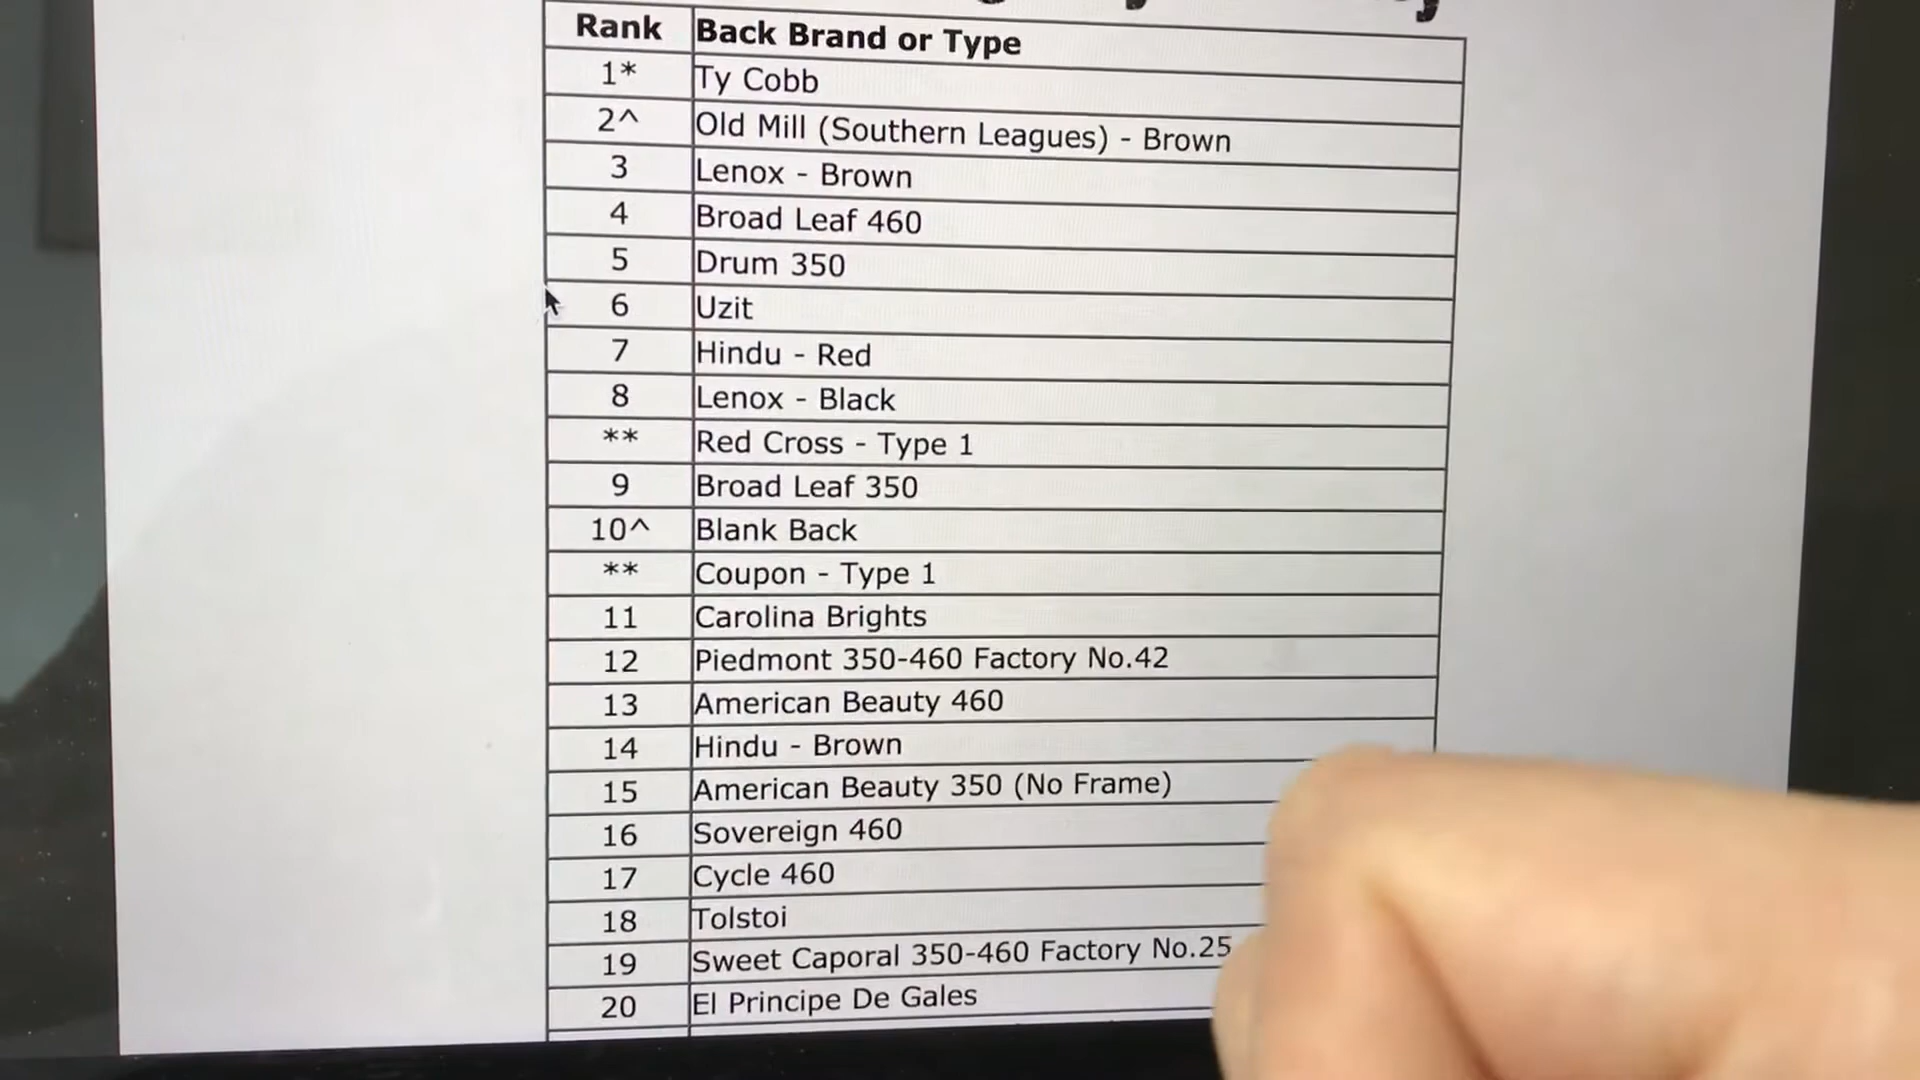 Rank Back Brand or Type
1* Ty Cobb
2^ Old Mill (Southern Leagues) - Brown
3 Lenox - Brown
4 Broad Leaf 460
5 Drum 350
6 Uzit
7 Hindu - Red
8 Lenox - Black
** Red Cross - Type 1
9 Broad Leaf 350
10^ Blank Back
** Coupon - Type 1
11 Carolina Brights
12 Piedmont 350-460 Factory No.42
13 American Beauty 460
14 Hindu - Brown
15 American Beauty 350 (No Frame)
16 Sovereign 460
17 Cycle 460
18 Tolstoi
19 Sweet Caporal 350-460 Factory No.25
20 El Principe De Gales